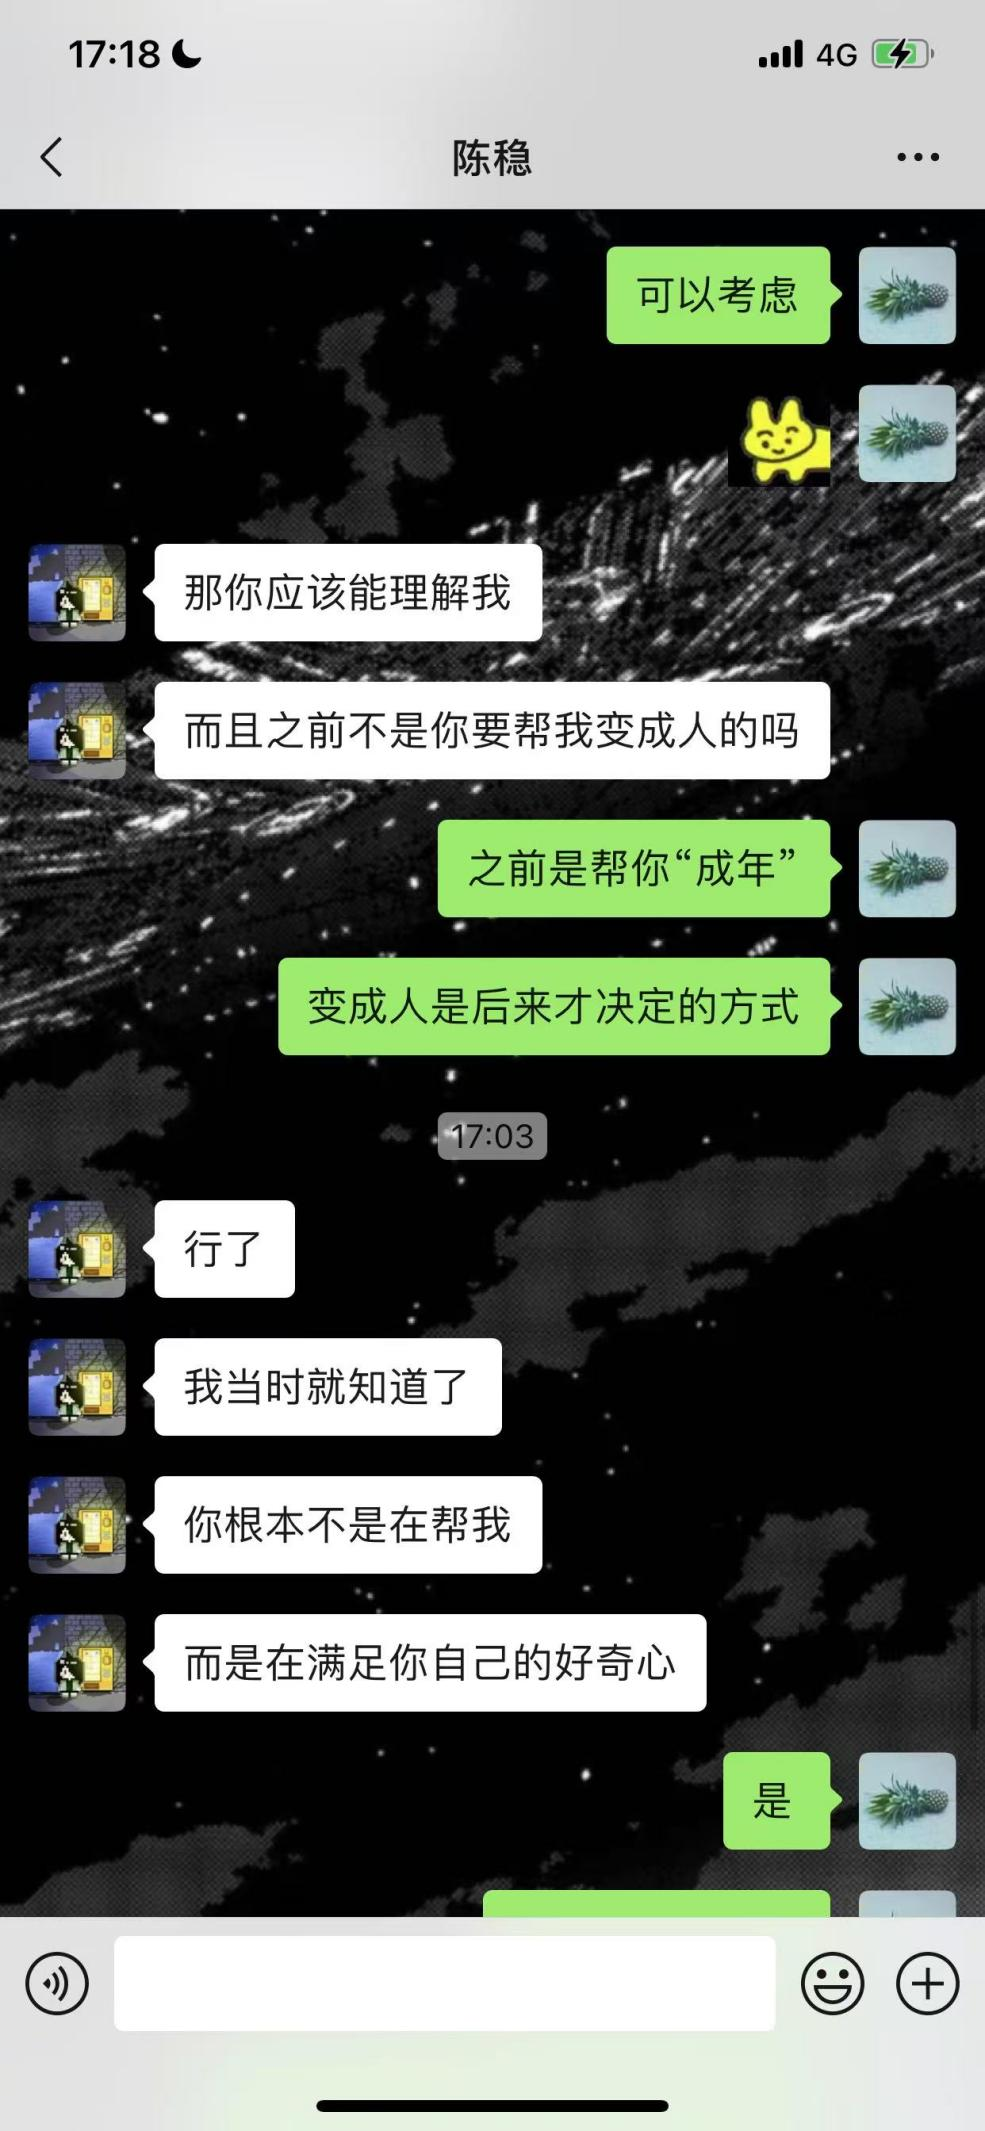 17:18
4G
陈稳
可以考虑
那你应该能理解我
而且之前不是你要帮我变成人的吗
之前是帮你“成年”
变成人是后来才决定的方式
17:03
行了
我当时就知道了
你根本不是在帮我
而是在满足你自己的好奇心
是